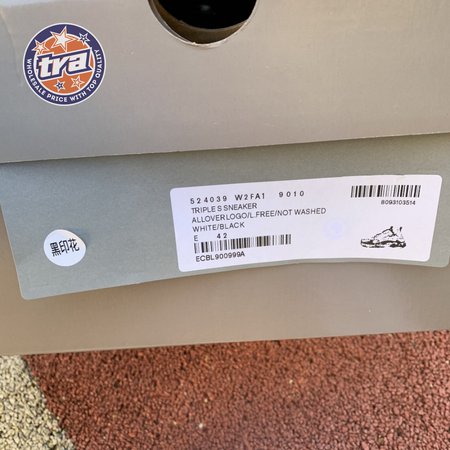 tra
WHOLESALE PRICE WITH TOP QUALITY
524039 W2FA1 9010
TRIPLE S SNEAKER
ALLOVERLOGO/L.FREE/NOT WASHED
WHITE/BLACK
E 42
ECBL900999A
B093103514
黑印花